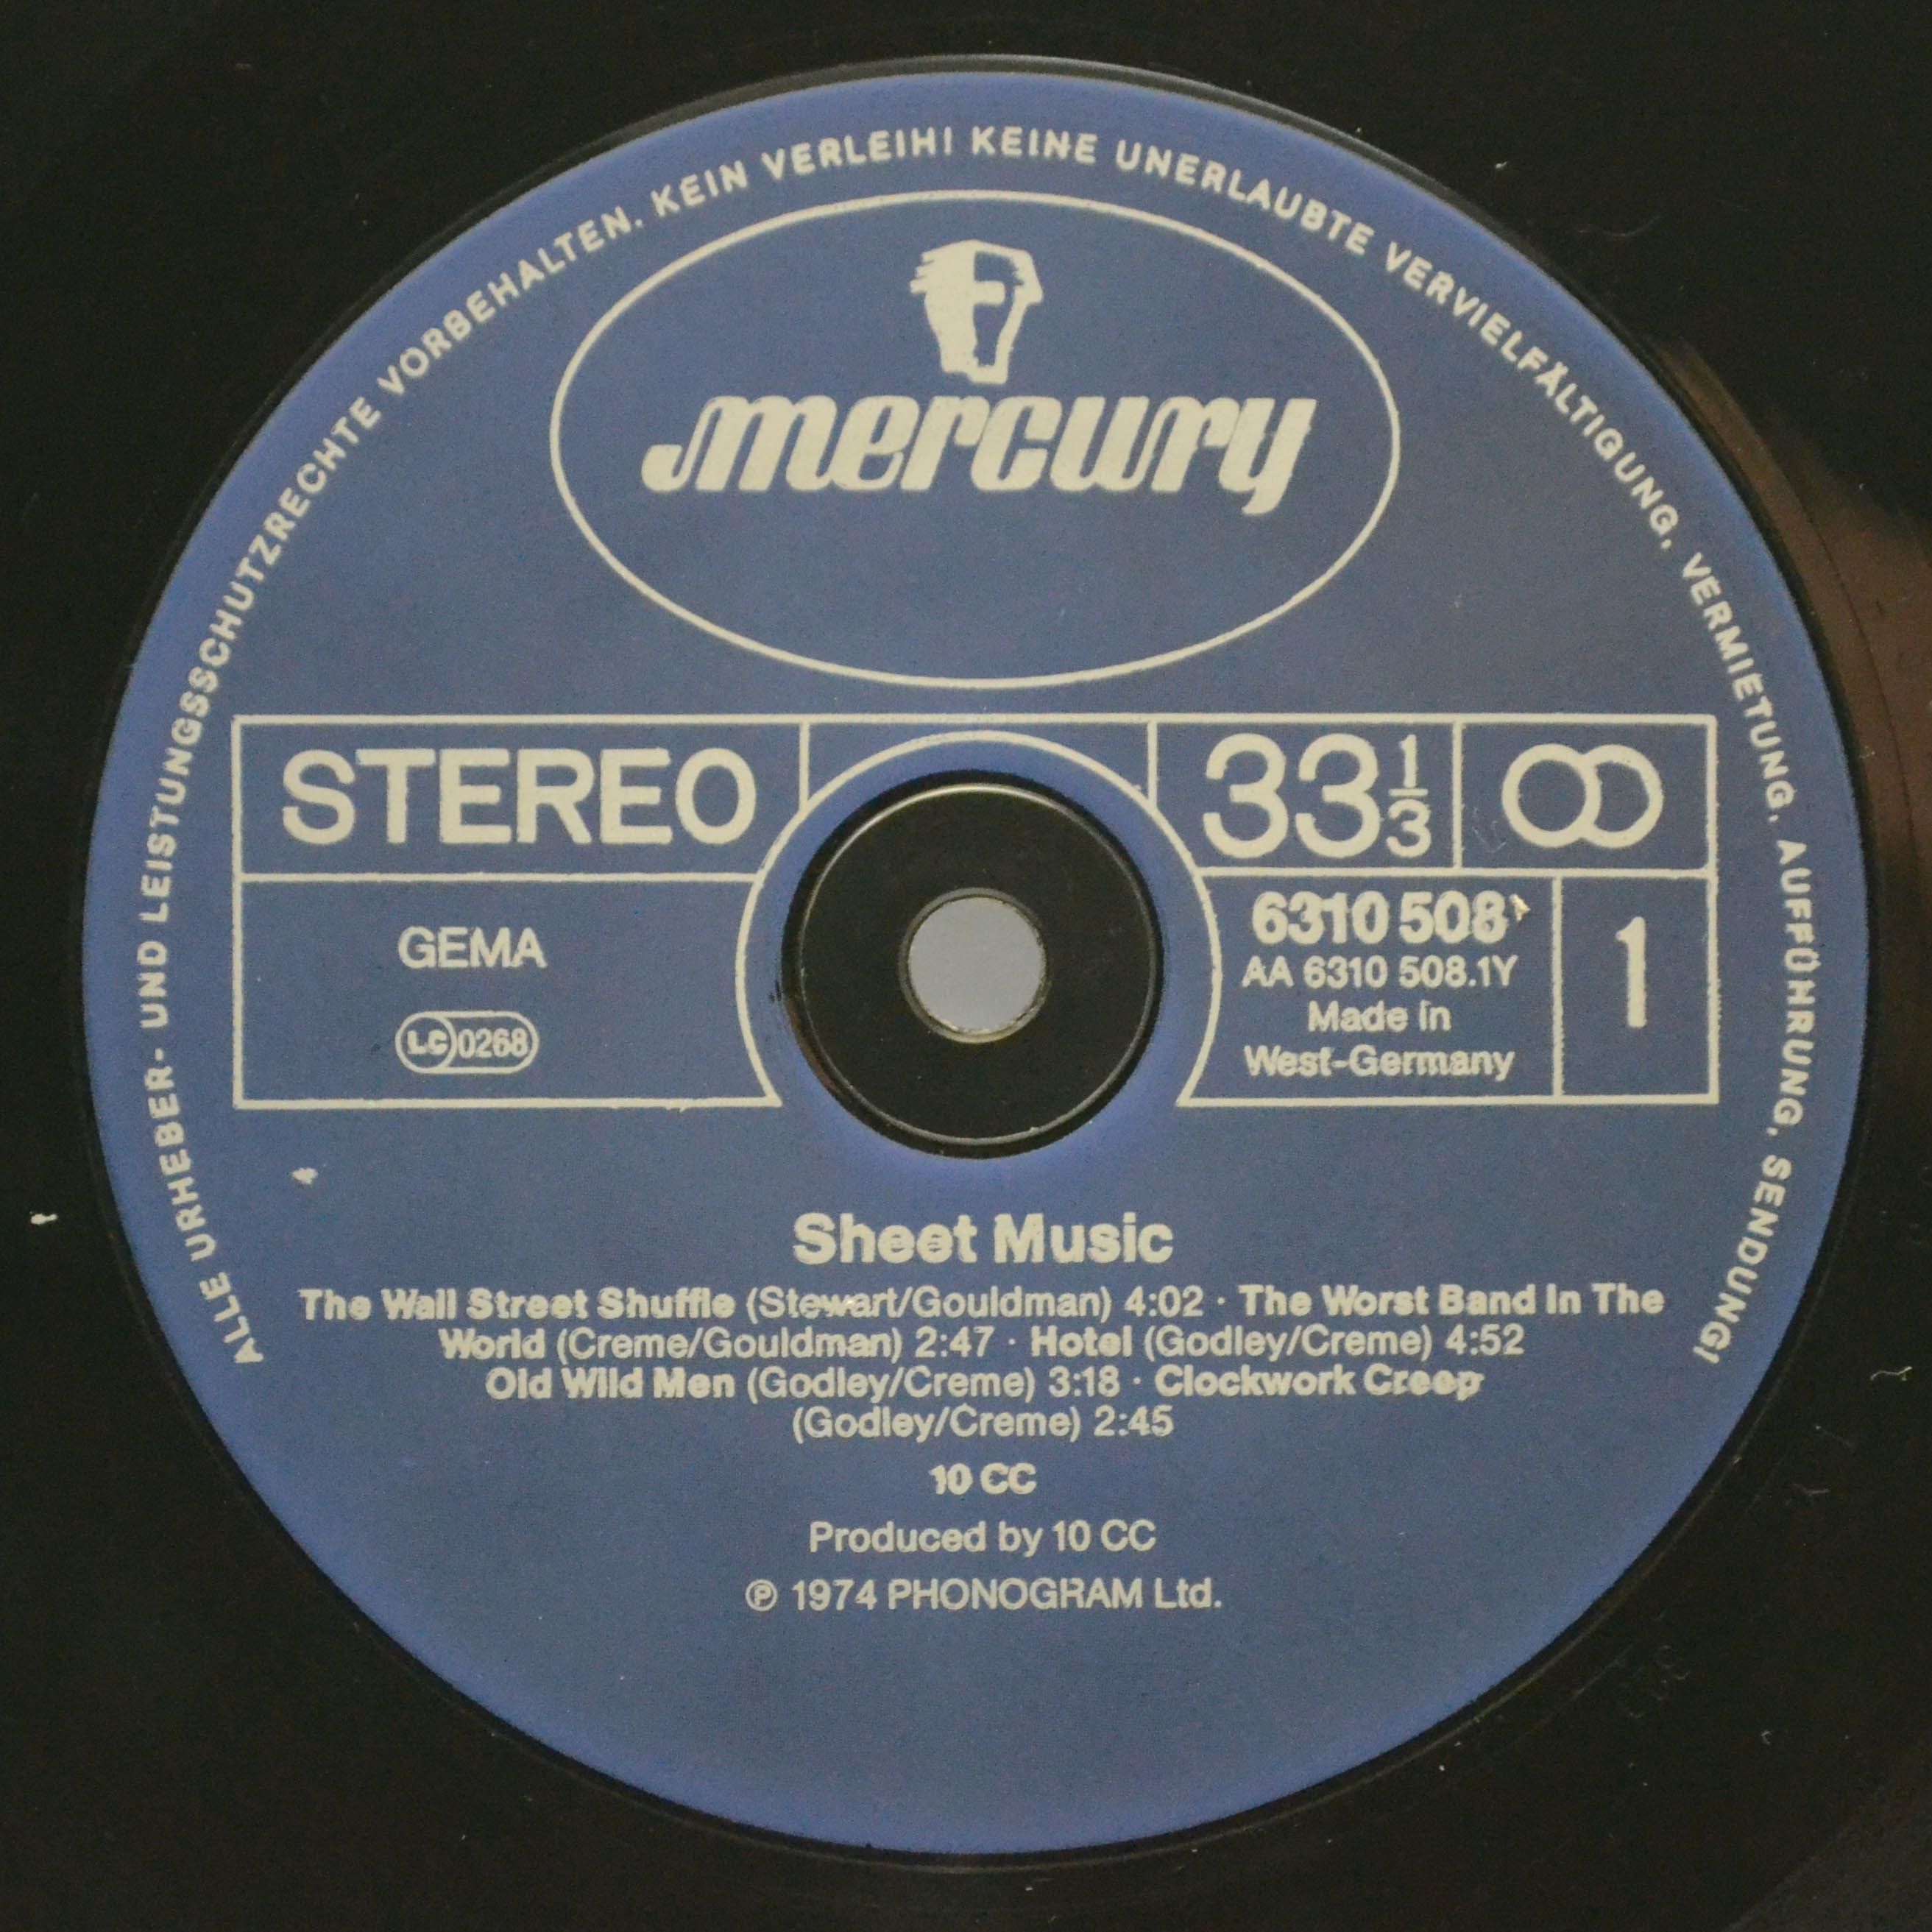 ALLE URHEBER- UND LEISTUNGSSCHUTZRECHTE VORBEHALTEN. KEIN VERLEIH! KEINE UNERLAUBTE VERVIELFÄLTIGUNG, VERMIETUNG, AUFFÜHRUNG, SENDUNG!
mercury
STEREO
33 1/3
GEMA
LC 0268
6310 508
AA 6310 508.1Y
Made in
West-Germany
1
Sheet Music
The Wall Street Shuffle (Stewart/Gouldman) 4:02 · The Worst Band In The
World (Creme/Gouldman) 2:47 · Hotel (Godley/Creme) 4:52
Old Wild Men (Godley/Creme) 3:18 · Clockwork Creep
(Godley/Creme) 2:45
10 CC
Produced by 10 CC
℗ 1974 PHONOGRAM Ltd.